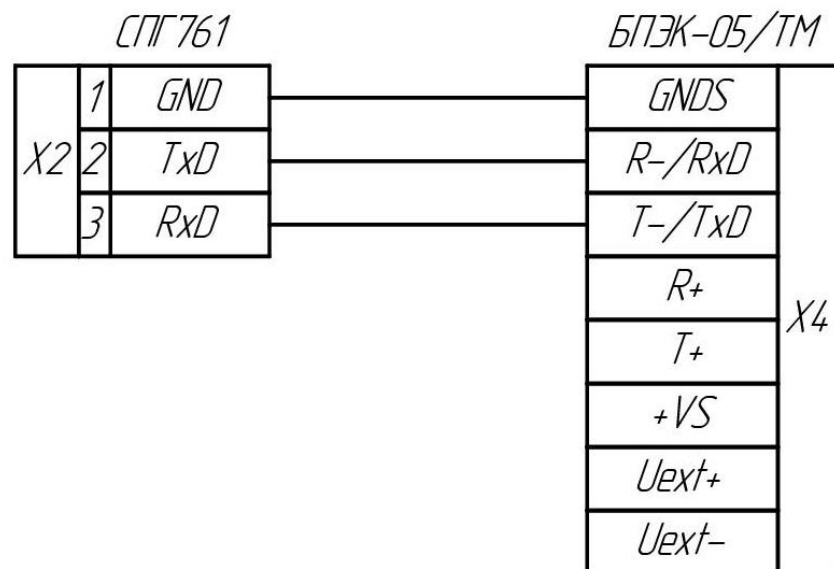 СПГ761 БПЭК-05/ТМ
X2 1 GND GNDS
2 TxD R-/RxD
3 RxD T-/TxD
R+
T+
X4
+VS
Uext+
Uext-